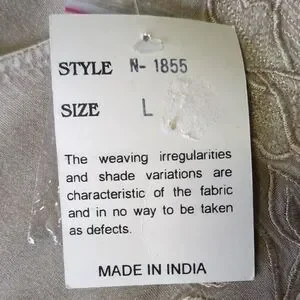 STYLE N-1855
SIZE L
The weaving irregularities
and shade variations are
characteristic of the fabric
and in no way to be taken
as defects.
MADE IN INDIA